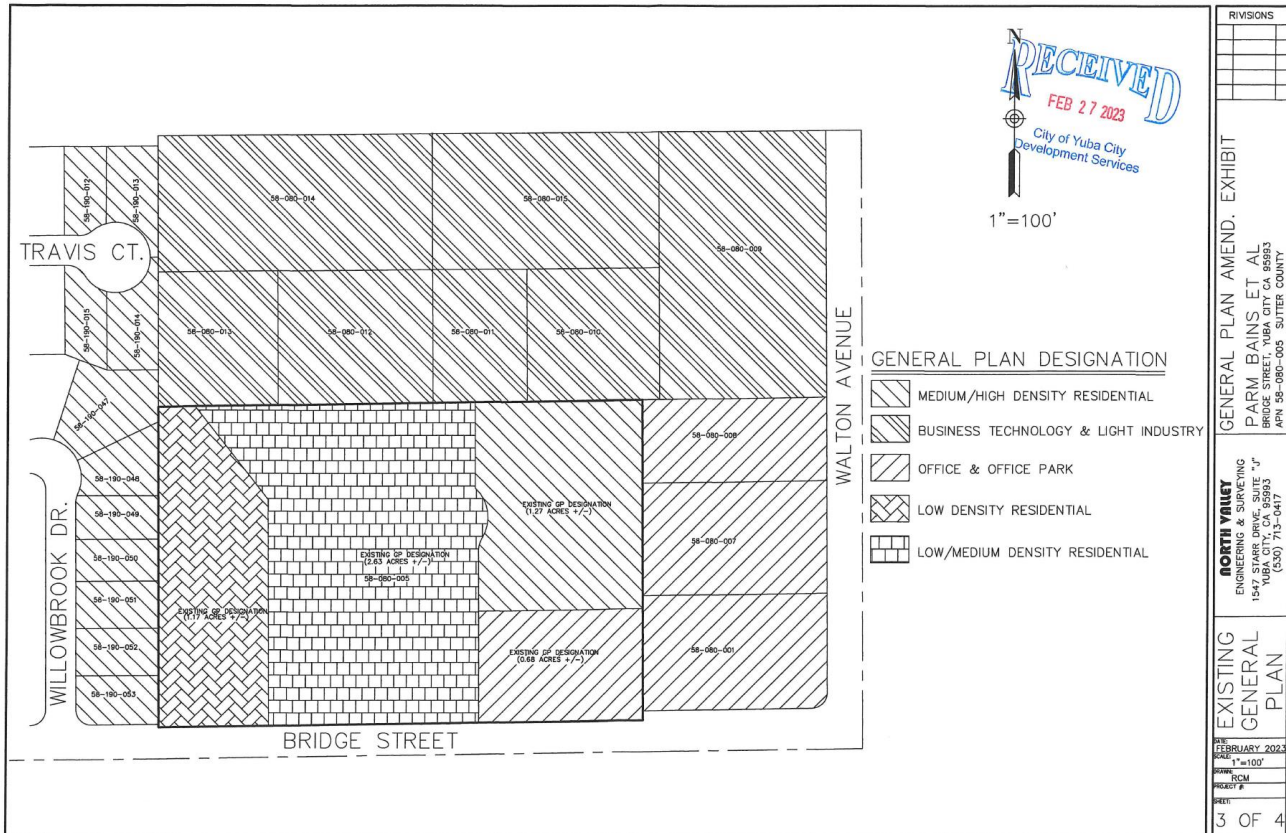 N
RECEIVED
FEB 27 2023
City of Yuba City
Development Services
1"=100'
58-190-012
58-190-013
TRAVIS CT.
58-190-015
58-190-014
58-190-047
58-190-048
58-190-049
58-190-050
58-190-051
58-190-052
58-190-053
WILLOWBROOK DR.
58-080-014
58-080-015
58-080-009
58-080-013
58-080-012
58-080-011
58-080-010
58-080-008
58-080-007
58-080-001
EXISTING GP DESIGNATION
(1.27 ACRES +/-)
EXISTING GP DESIGNATION
(2.63 ACRES +/-)
58-080-005
EXISTING GP DESIGNATION
(1.17 ACRES +/-)
EXISTING GP DESIGNATION
(0.68 ACRES +/-)
BRIDGE STREET
WALTON AVENUE
GENERAL PLAN DESIGNATION
MEDIUM/HIGH DENSITY RESIDENTIAL
BUSINESS TECHNOLOGY & LIGHT INDUSTRY
OFFICE & OFFICE PARK
LOW DENSITY RESIDENTIAL
LOW/MEDIUM DENSITY RESIDENTIAL
RIVISIONS
GENERAL PLAN AMEND. EXHIBIT
PARM BAINS ET AL
BRIDGE STREET, YUBA CITY CA 95993
APN 58-080-005 SUTTER COUNTY
NORTH VALLEY
ENGINEERING & SURVEYING
1547 STARR DRIVE, SUITE "J"
YUBA CITY, CA 95993
(530) 713-0417
EXISTING
GENERAL
PLAN
DATE:
FEBRUARY 2023
SCALE:
1"=100'
DRAWN:
RCM
PROJECT #:
SHEET:
3 OF 4